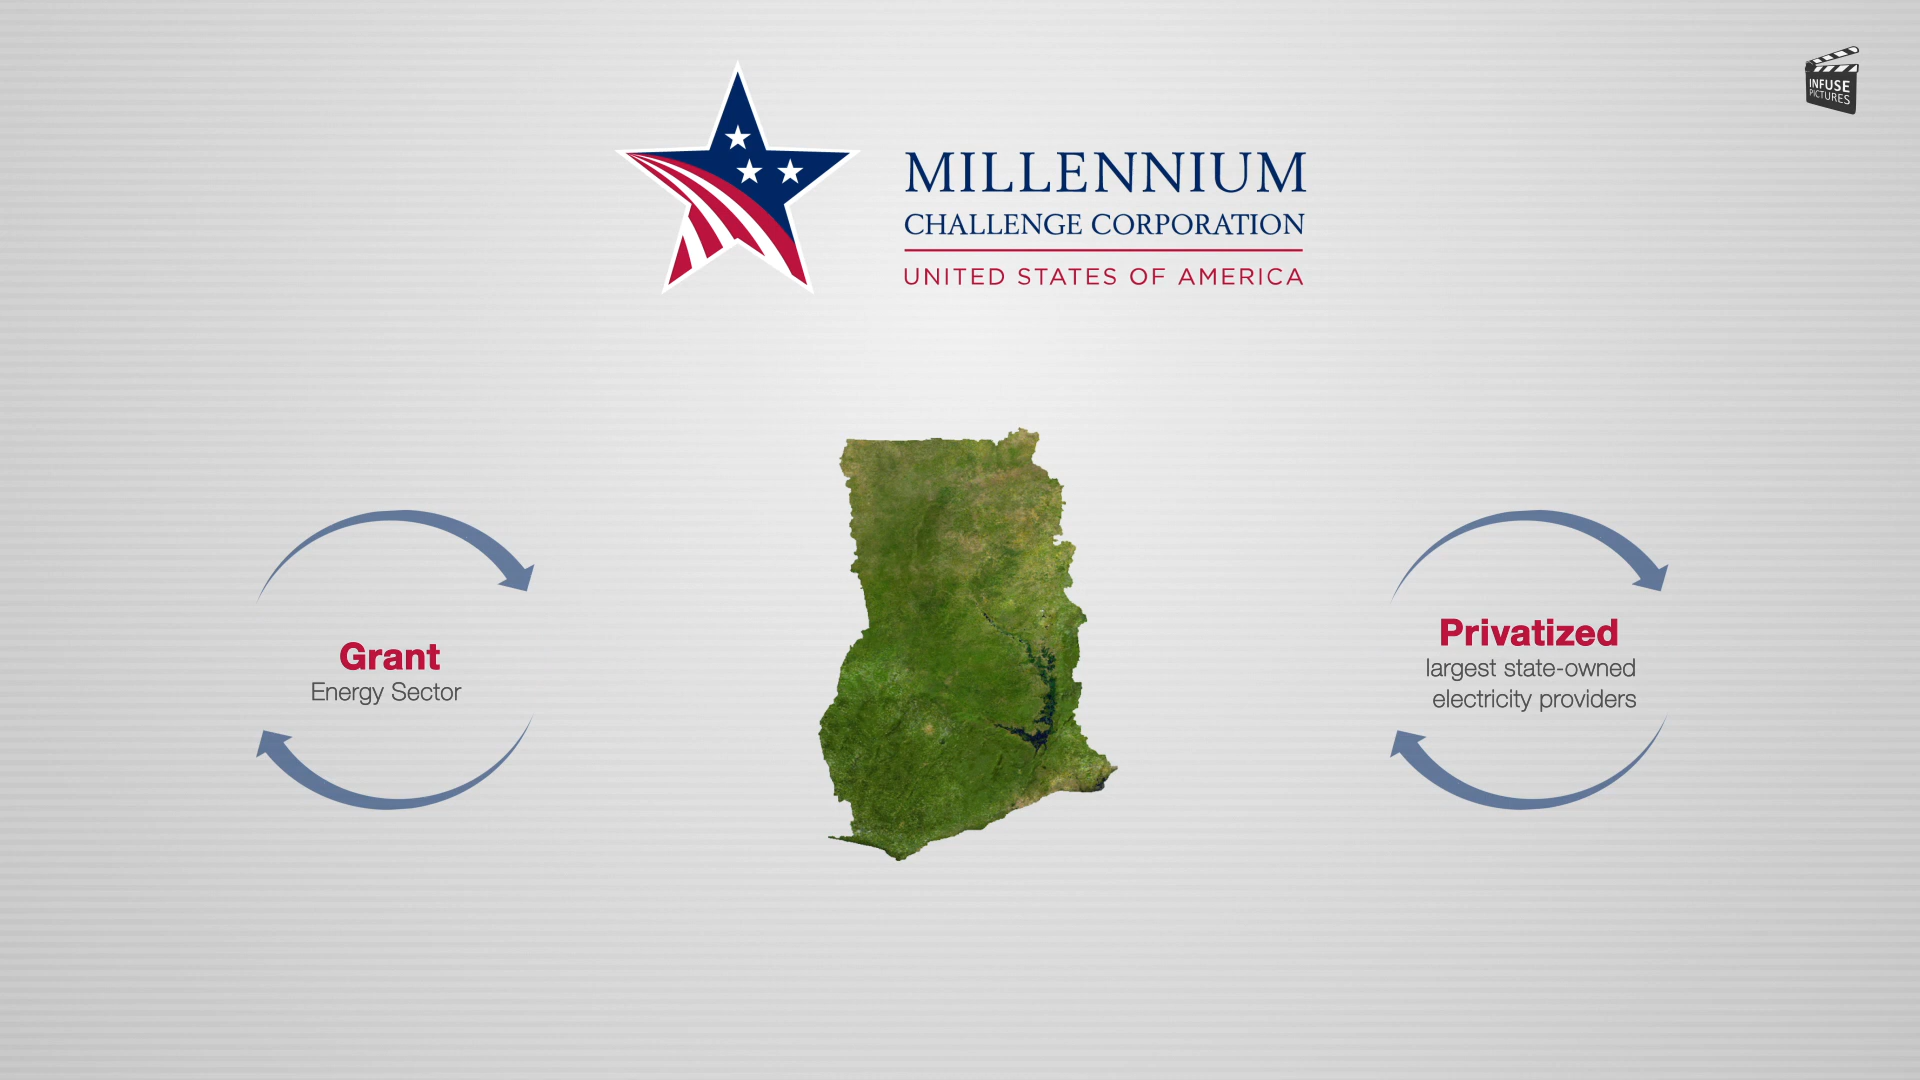 INFUSE
PICTURES
MILLENNIUM
CHALLENGE CORPORATION
UNITED STATES OF AMERICA
Grant
Energy Sector
Privatized
largest state-owned
electricity providers